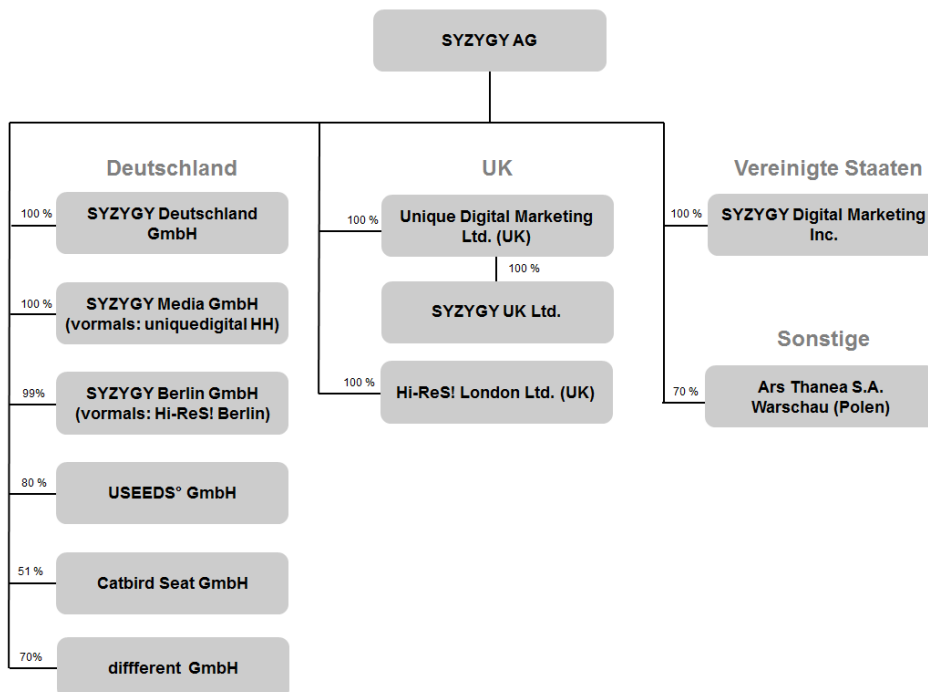 SYZYGY AG
Deutschland
100 %
SYZYGY Deutschland
GmbH
100 %
SYZYGY Media GmbH
(vormals: uniquedigital HH)
99%
SYZYGY Berlin GmbH
(vormals: Hi-ReS! Berlin)
80 %
USEEDS° GmbH
51 %
Catbird Seat GmbH
70%
diffferent GmbH
UK
100 %
Unique Digital Marketing
Ltd. (UK)
100 %
SYZYGY UK Ltd.
100 %
Hi-ReS! London Ltd. (UK)
Vereinigte Staaten
100 %
SYZYGY Digital Marketing
Inc.
Sonstige
70 %
Ars Thanea S.A.
Warschau (Polen)